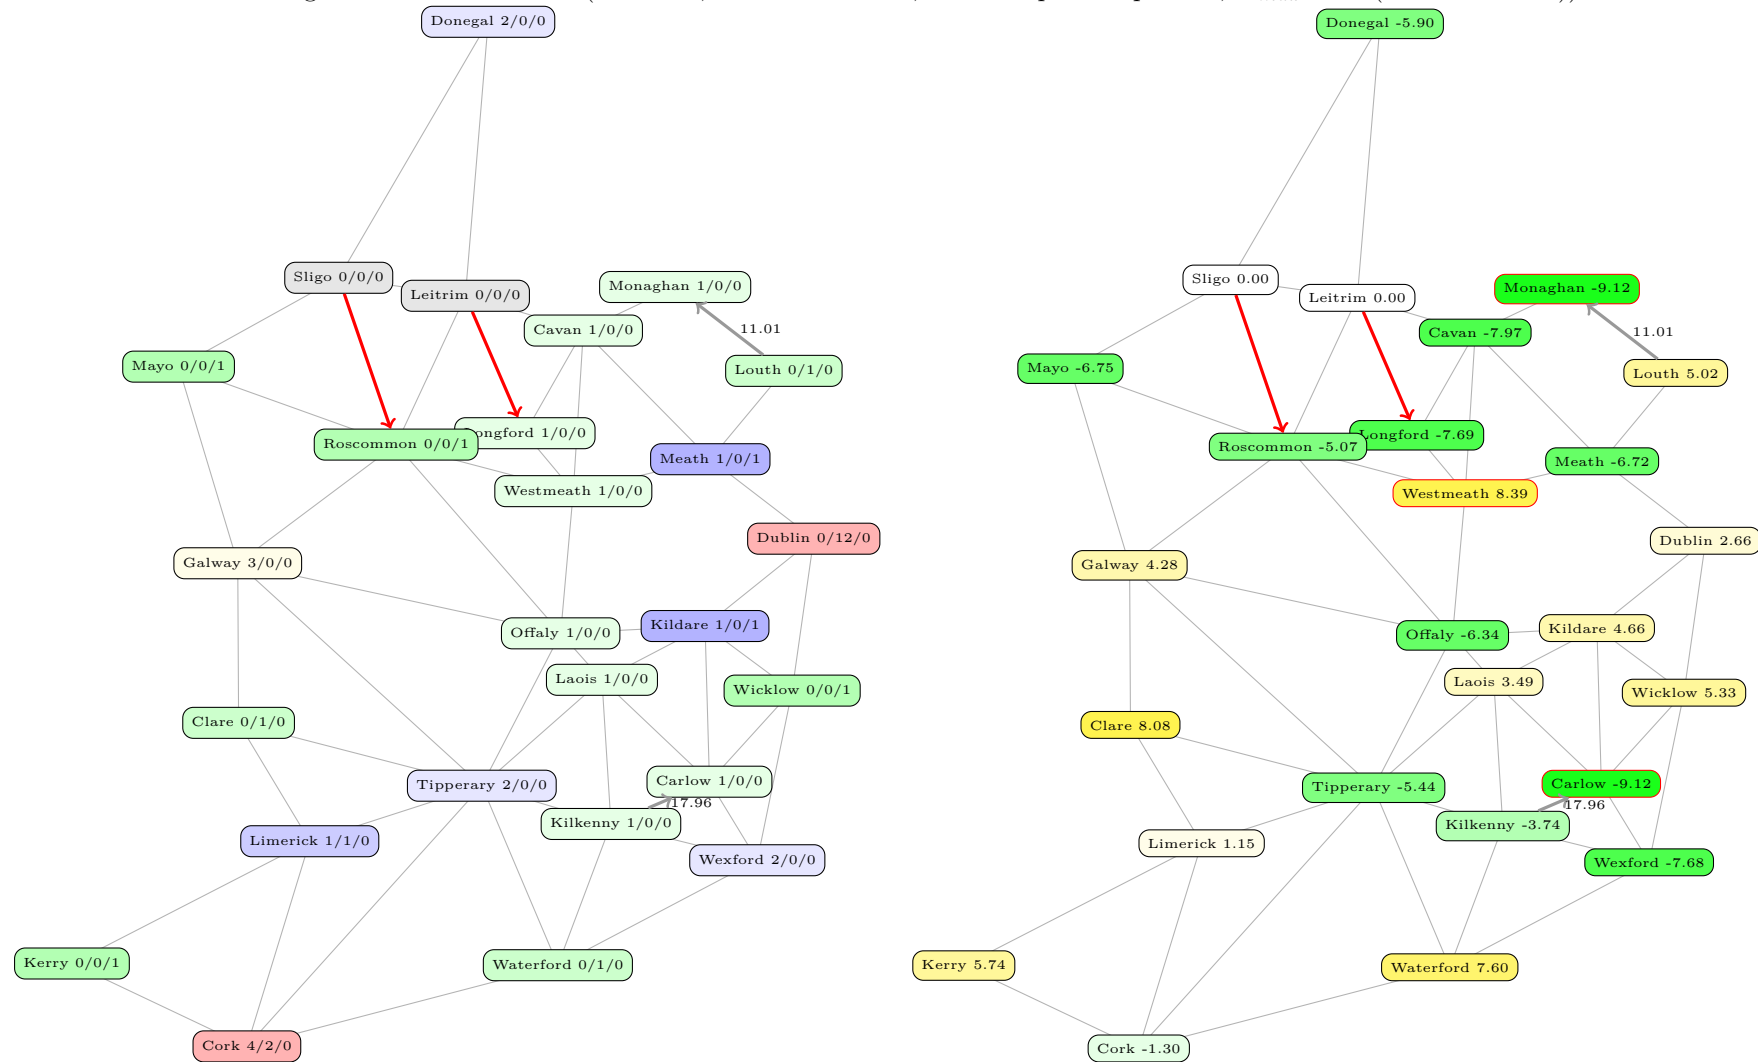 Donegal 2/0/0
Sligo 0/0/0
Leitrim 0/0/0
Monaghan 1/0/0
Cavan 1/0/0
11.01
Mayo 0/0/1
Louth 0/1/0
Roscommon 0/0/1
ongford 1/0/0
Meath 1/0/1
Westmeath 1/0/0
Dublin 0/12/0
Galway 3/0/0
Offaly 1/0/0
Kildare 1/0/1
Laois 1/0/0
Wicklow 0/0/1
Clare 0/1/0
Tipperary 2/0/0
Carlow 1/0/0
17.96
Kilkenny 1/0/0
Limerick 1/1/0
Wexford 2/0/0
Kerry 0/0/1
Waterford 0/1/0
Cork 4/2/0
Donegal -5.90
Sligo 0.00
Leitrim 0.00
Monaghan -9.12
Cavan -7.97
11.01
Mayo -6.75
Louth 5.02
Roscommon -5.07
Longford -7.69
Meath -6.72
Westmeath 8.39
Dublin 2.66
Galway 4.28
Offaly -6.34
Kildare 4.66
Laois 3.49
Wicklow 5.33
Clare 8.08
Tipperary -5.44
Carlow -9.12
17.96
Kilkenny -3.74
Limerick 1.15
Wexford -7.68
Kerry 5.74
Waterford 7.60
Cork -1.30